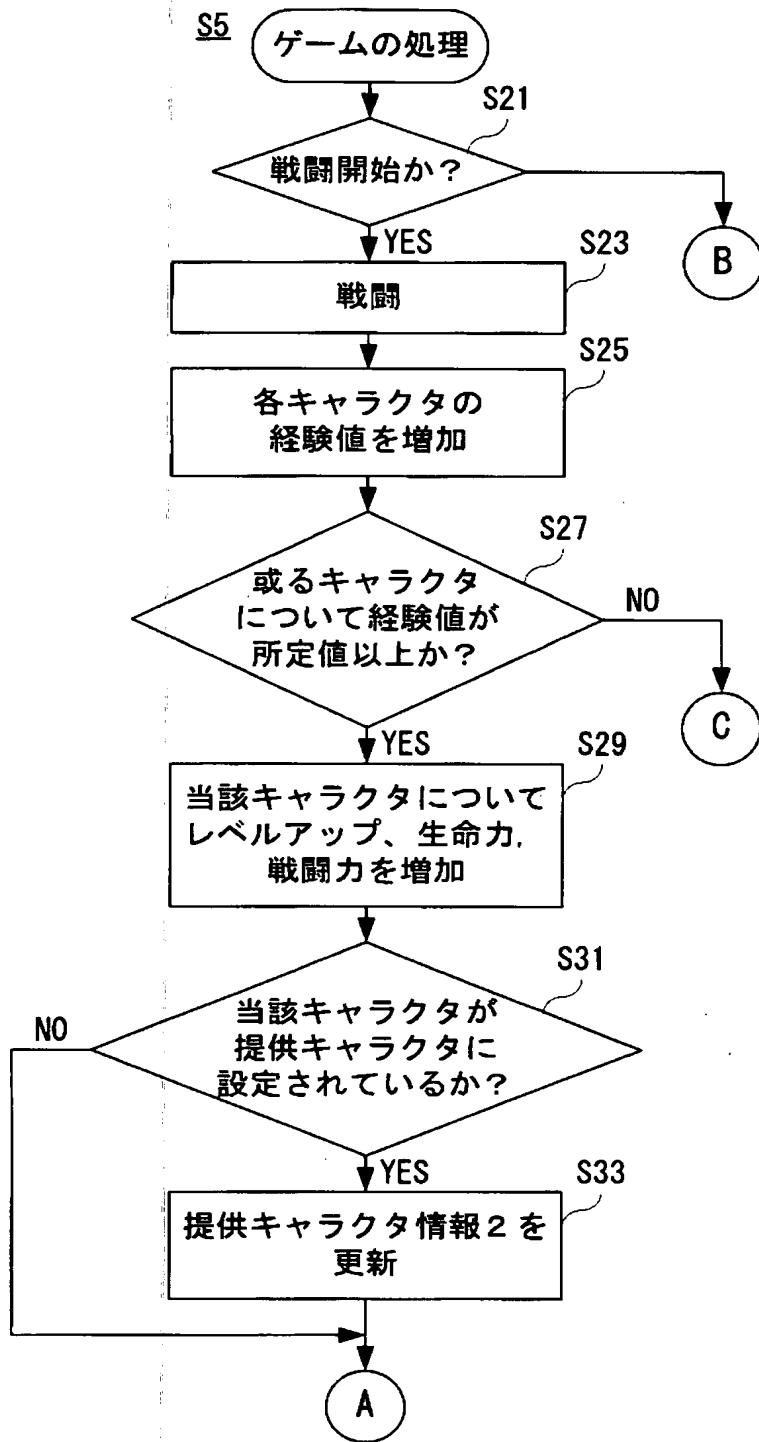 S5
ゲームの処理
S21
戦闘開始か？
YES
B
S23
戦闘
S25
各キャラクタの
経験値を増加
S27
或るキャラクタ
について経験値が
所定値以上か？
NO
C
YES
S29
当該キャラクタについて
レベルアップ、生命力,
戦闘力を増加
S31
当該キャラクタが
提供キャラクタに
設定されているか？
NO
YES
S33
提供キャラクタ情報2を
更新
A